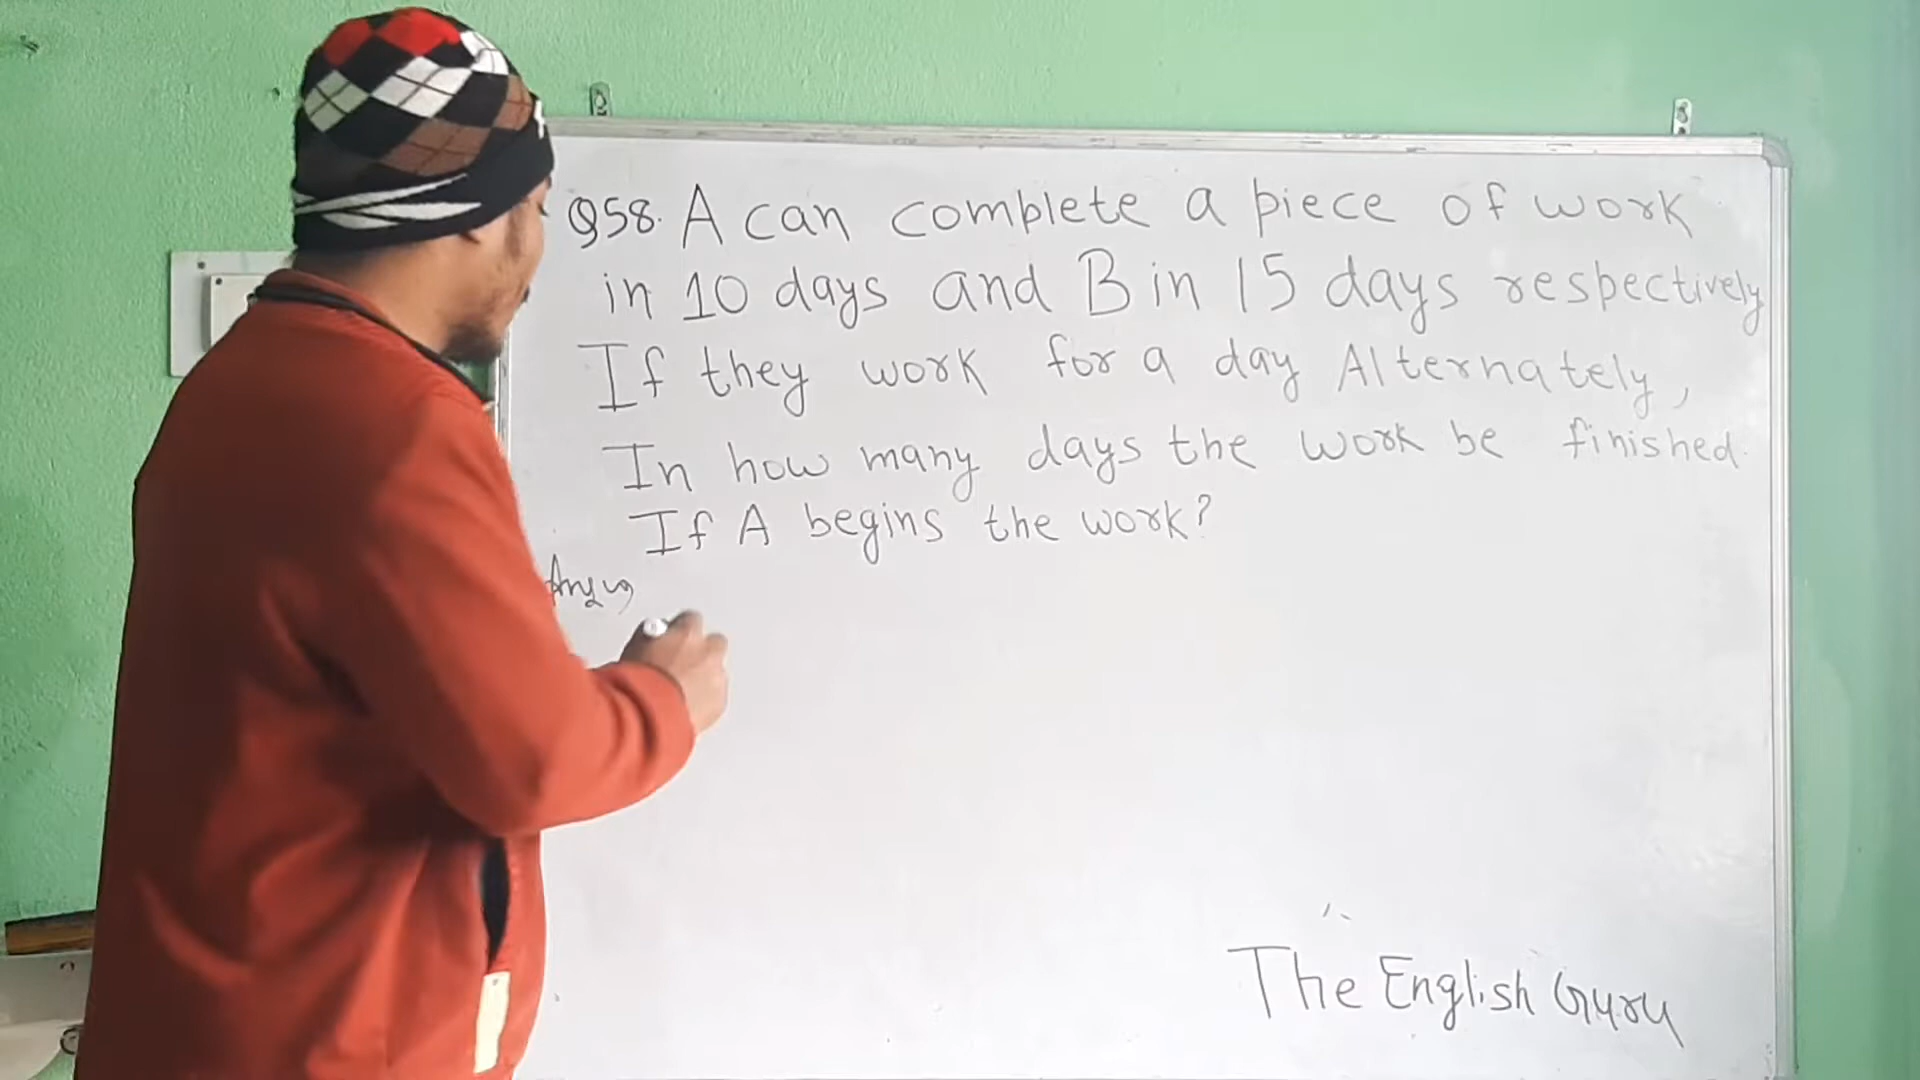 Q58. A can complete a piece of work
in 10 days and B in 15 days respectively
If they work for a day Alternately,
In how many days the work be finished.
If A begins the work?
The English Guru